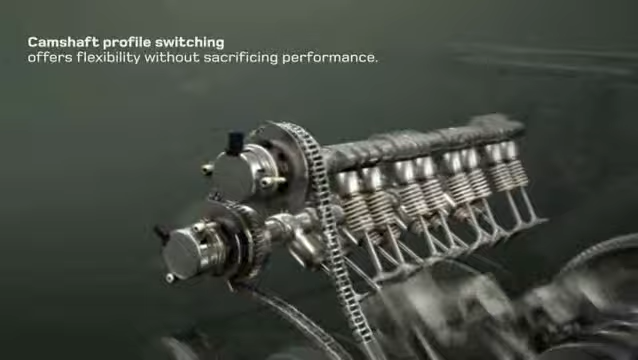 Camshaft profile switching
offers flexibility without sacrificing performance.